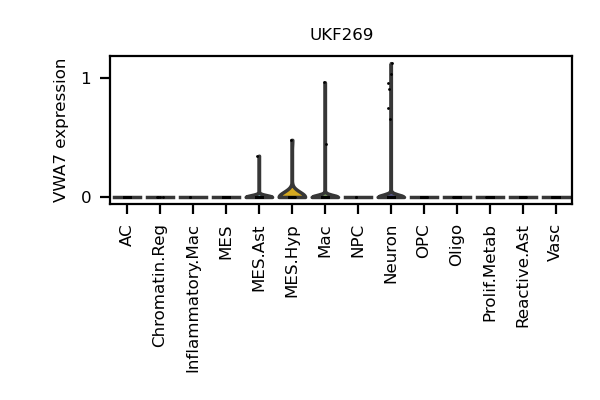 UKF269
VWA7 expression
1
0
AC
Chromatin.Reg
Inflammatory.Mac
MES
MES.Ast
MES.Hyp
Mac
NPC
Neuron
OPC
Oligo
Prolif.Metab
Reactive.Ast
Vasc